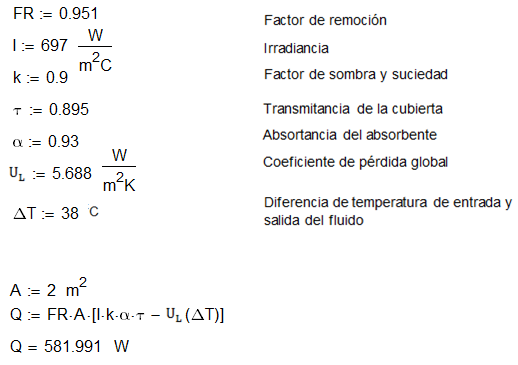 FR := 0.951 Factor de remoción
I := 697 W/m²C Irradiancia
k := 0.9 Factor de sombra y suciedad
τ := 0.895 Transmitancia de la cubierta
α := 0.93 Absortancia del absorbente
U_L := 5.688 W/m²K Coeficiente de pérdida global
ΔT := 38 C Diferencia de temperatura de entrada y
salida del fluido
A := 2 m²
Q := FR·A·[I·k·α·τ − U_L(ΔT)]
Q = 581.991 W